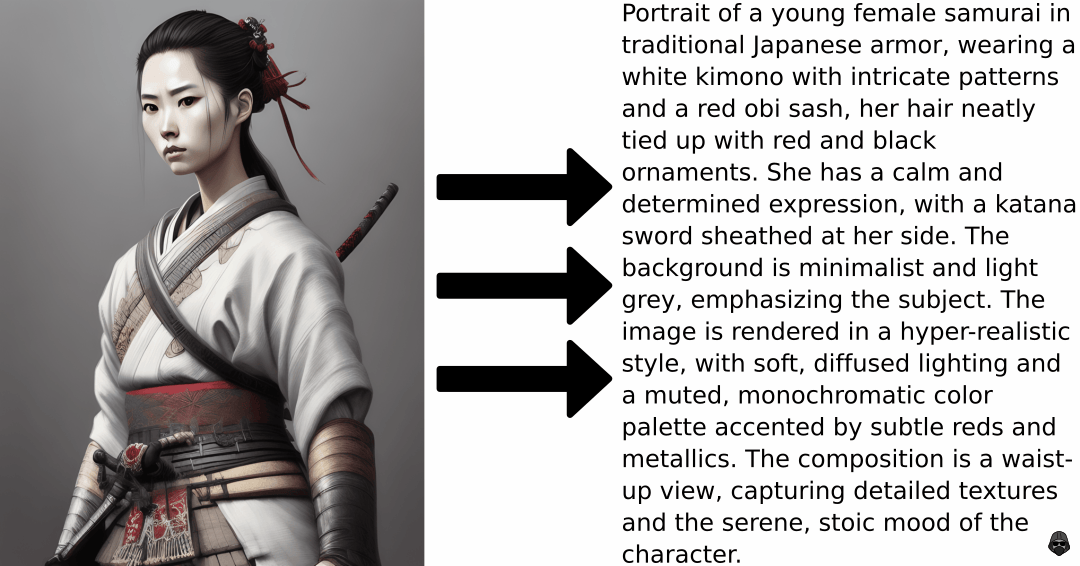 Portrait of a young female samurai in
traditional Japanese armor, wearing a
white kimono with intricate patterns
and a red obi sash, her hair neatly
tied up with red and black
ornaments. She has a calm and
determined expression, with a katana
sword sheathed at her side. The
background is minimalist and light
grey, emphasizing the subject. The
image is rendered in a hyper-realistic
style, with soft, diffused lighting and
a muted, monochromatic color
palette accented by subtle reds and
metallics. The composition is a waist-
up view, capturing detailed textures
and the serene, stoic mood of the
character.